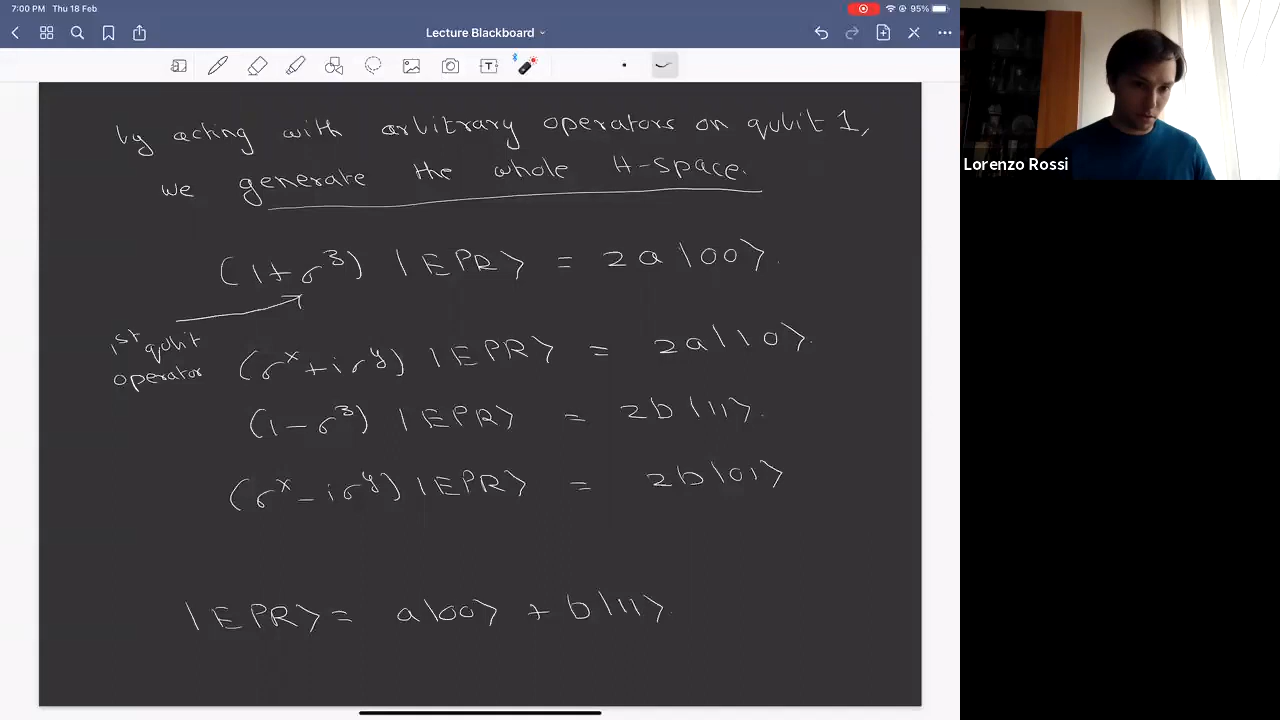 7:00 PM Thu 18 Feb
95%
Lecture Blackboard
T
by acting with arbitrary operators on qubit 1,
we generate the whole H-space.
(1+σ³) |EPR⟩ = 2a|00⟩.
1st qubit
operator
(σˣ+iσʸ) |EPR⟩ = 2a|10⟩.
(1-σ³) |EPR⟩ = 2b|11⟩.
(σˣ-iσʸ) |EPR⟩ = 2b|01⟩
|EPR⟩ = a|00⟩ + b|11⟩.
Lorenzo Rossi